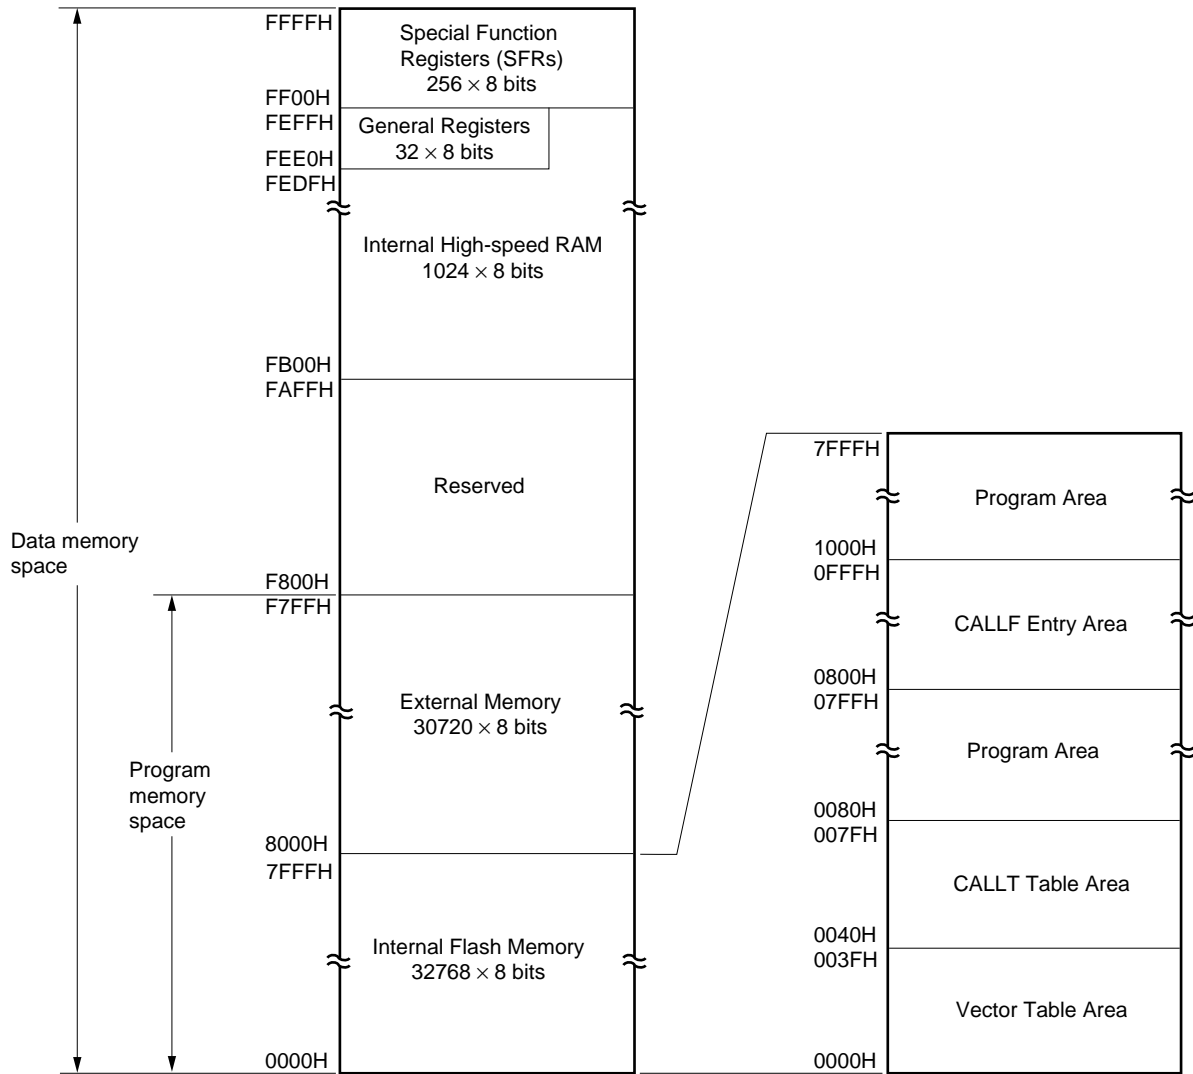 FFFFH
Special Function
Registers (SFRs)
256 × 8 bits
FF00H
FEFFH
General Registers
32 × 8 bits
FEE0H
FEDFH
Internal High-speed RAM
1024 × 8 bits
FB00H
FAFFH
Reserved
Data memory
space
F800H
F7FFH
External Memory
30720 × 8 bits
Program
memory
space
8000H
7FFFH
Internal Flash Memory
32768 × 8 bits
0000H
7FFFH
Program Area
1000H
0FFFH
CALLF Entry Area
0800H
07FFH
Program Area
0080H
007FH
CALLT Table Area
0040H
003FH
Vector Table Area
0000H